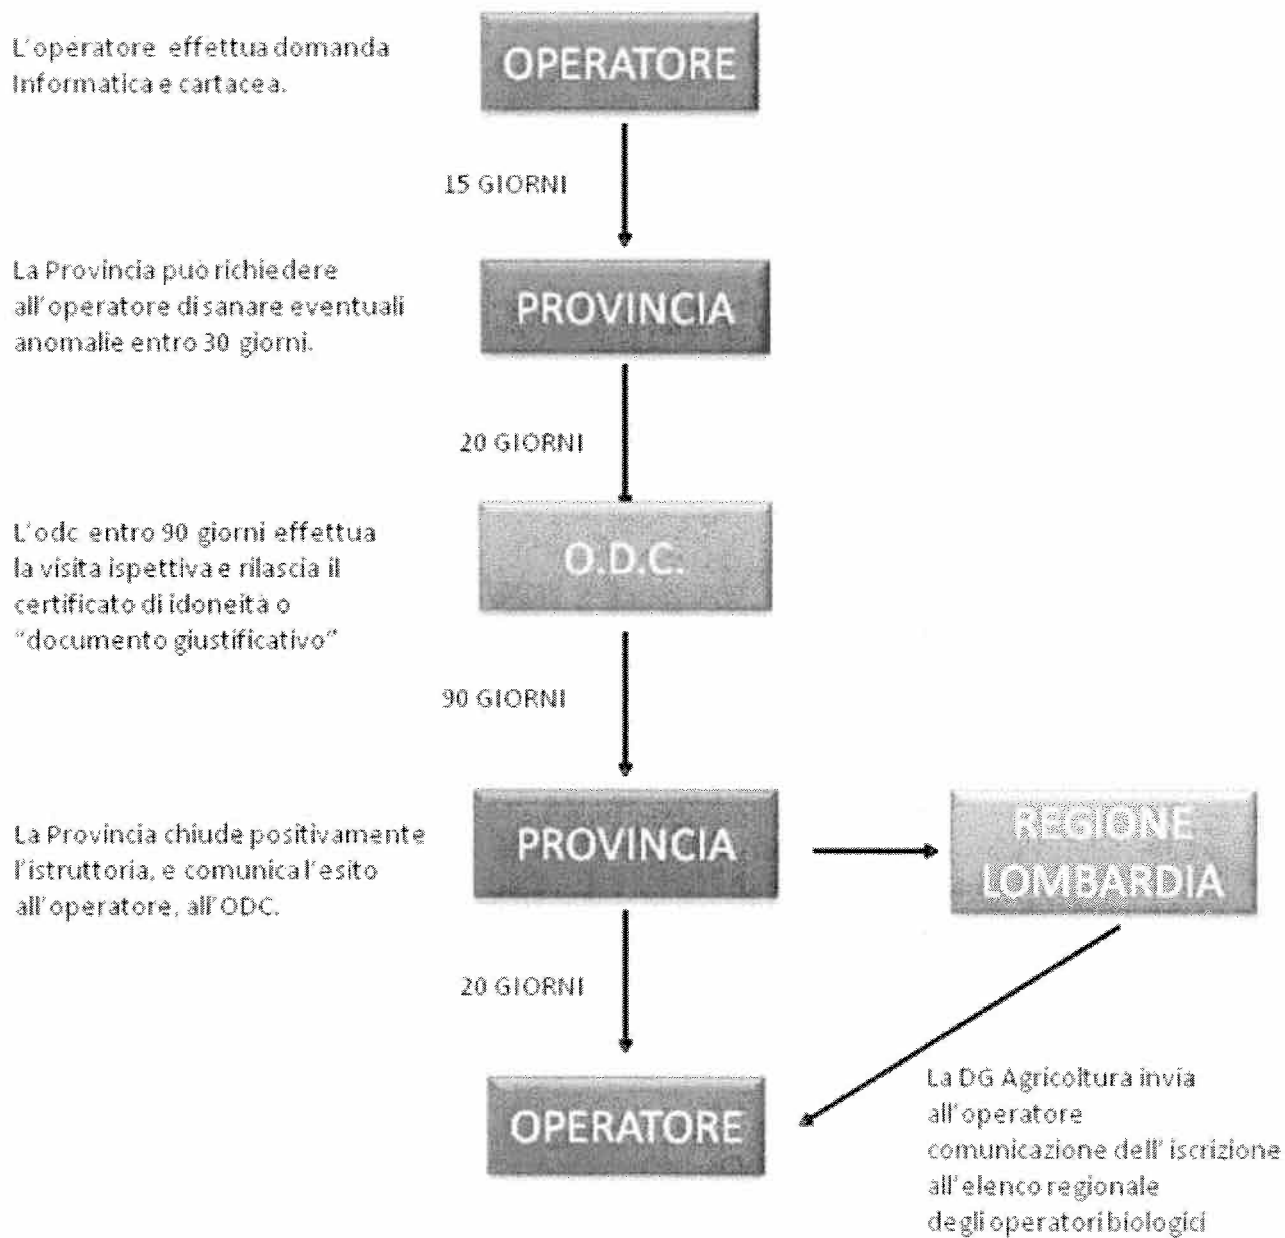 L'operatore effettua domanda
Informatica e cartacea.
OPERATORE
15 GIORNI
La Provincia può richiedere
all'operatore di sanare eventuali
anomalie entro 30 giorni.
PROVINCIA
20 GIORNI
L'odc entro 90 giorni effettua
la visita ispettiva e rilascia il
certificato di idoneità o
"documento giustificativo"
O.D.C.
90 GIORNI
La Provincia chiude positivamente
l'istruttoria, e comunica l'esito
all'operatore, all'ODC.
PROVINCIA
REGIONE
LOMBARDIA
20 GIORNI
OPERATORE
La DG Agricoltura invia
all'operatore
comunicazione dell' iscrizione
all'elenco regionale
degli operatori biologici